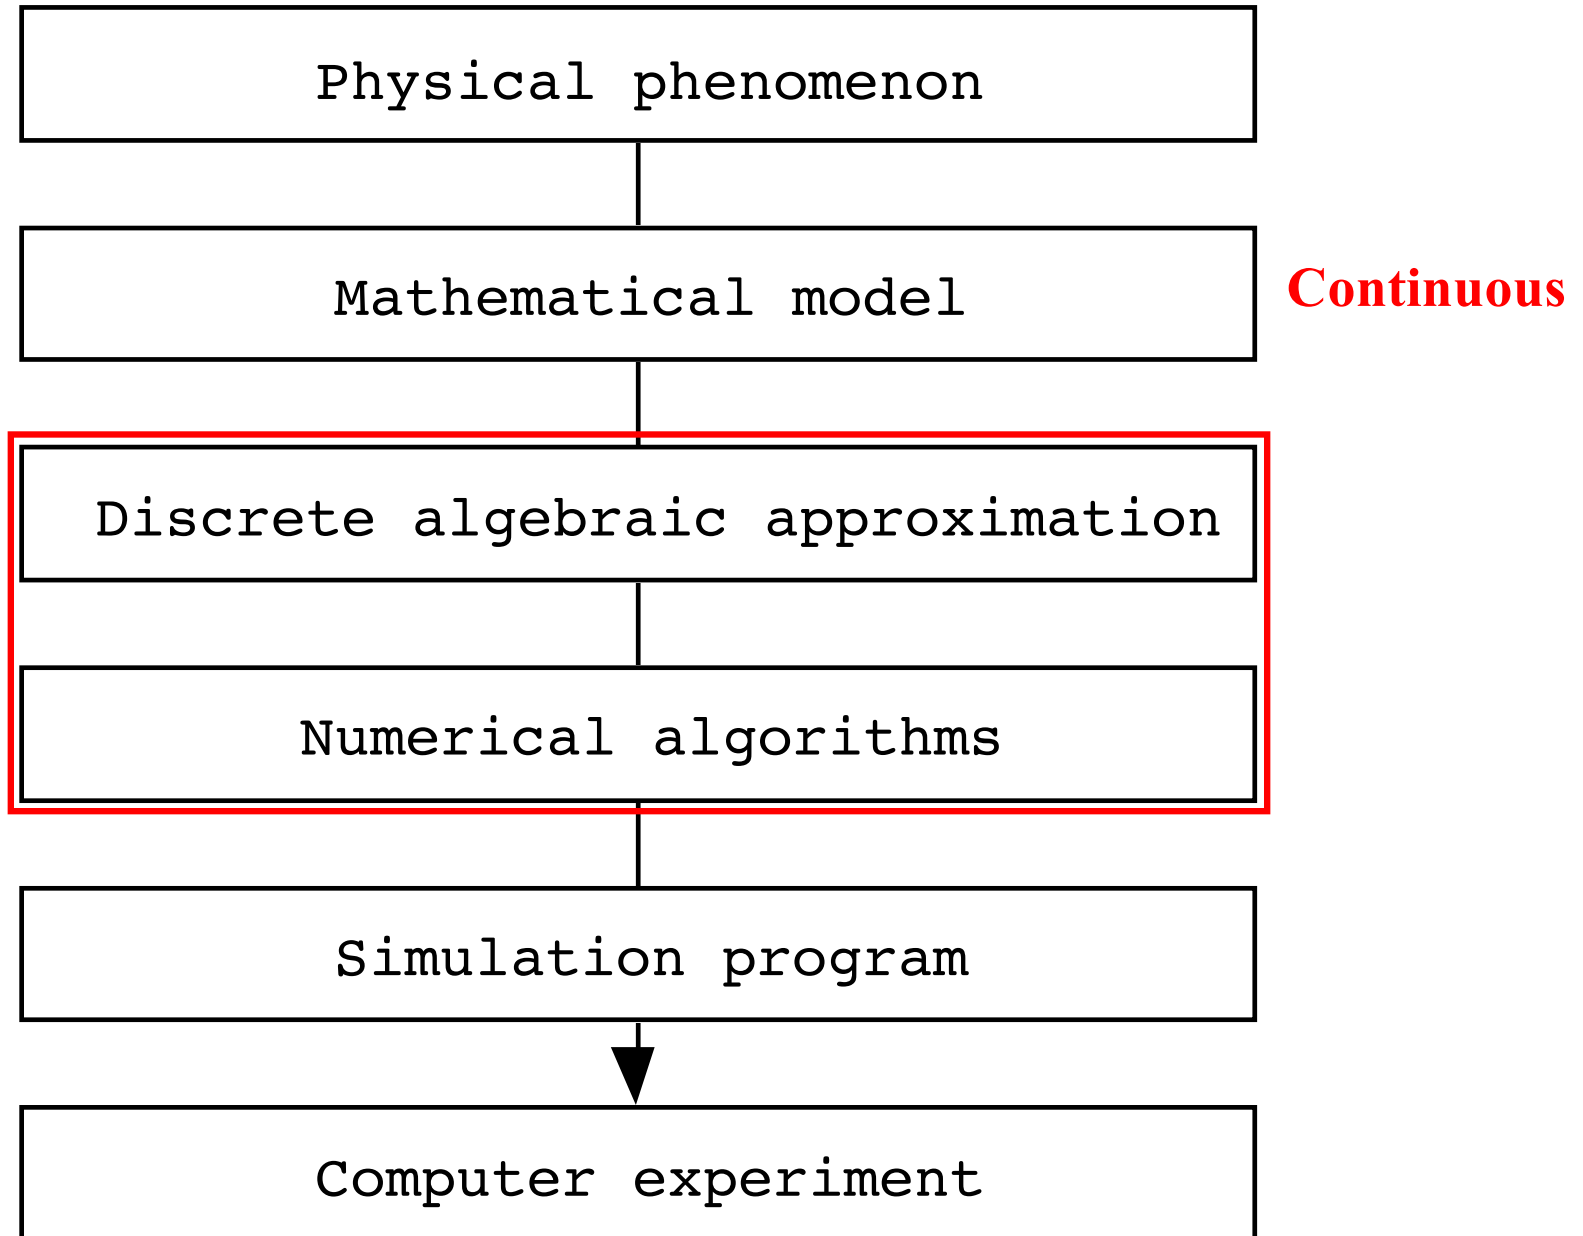 Physical phenomenon
Mathematical model
Continuous
Discrete algebraic approximation
Numerical algorithms
Simulation program
Computer experiment